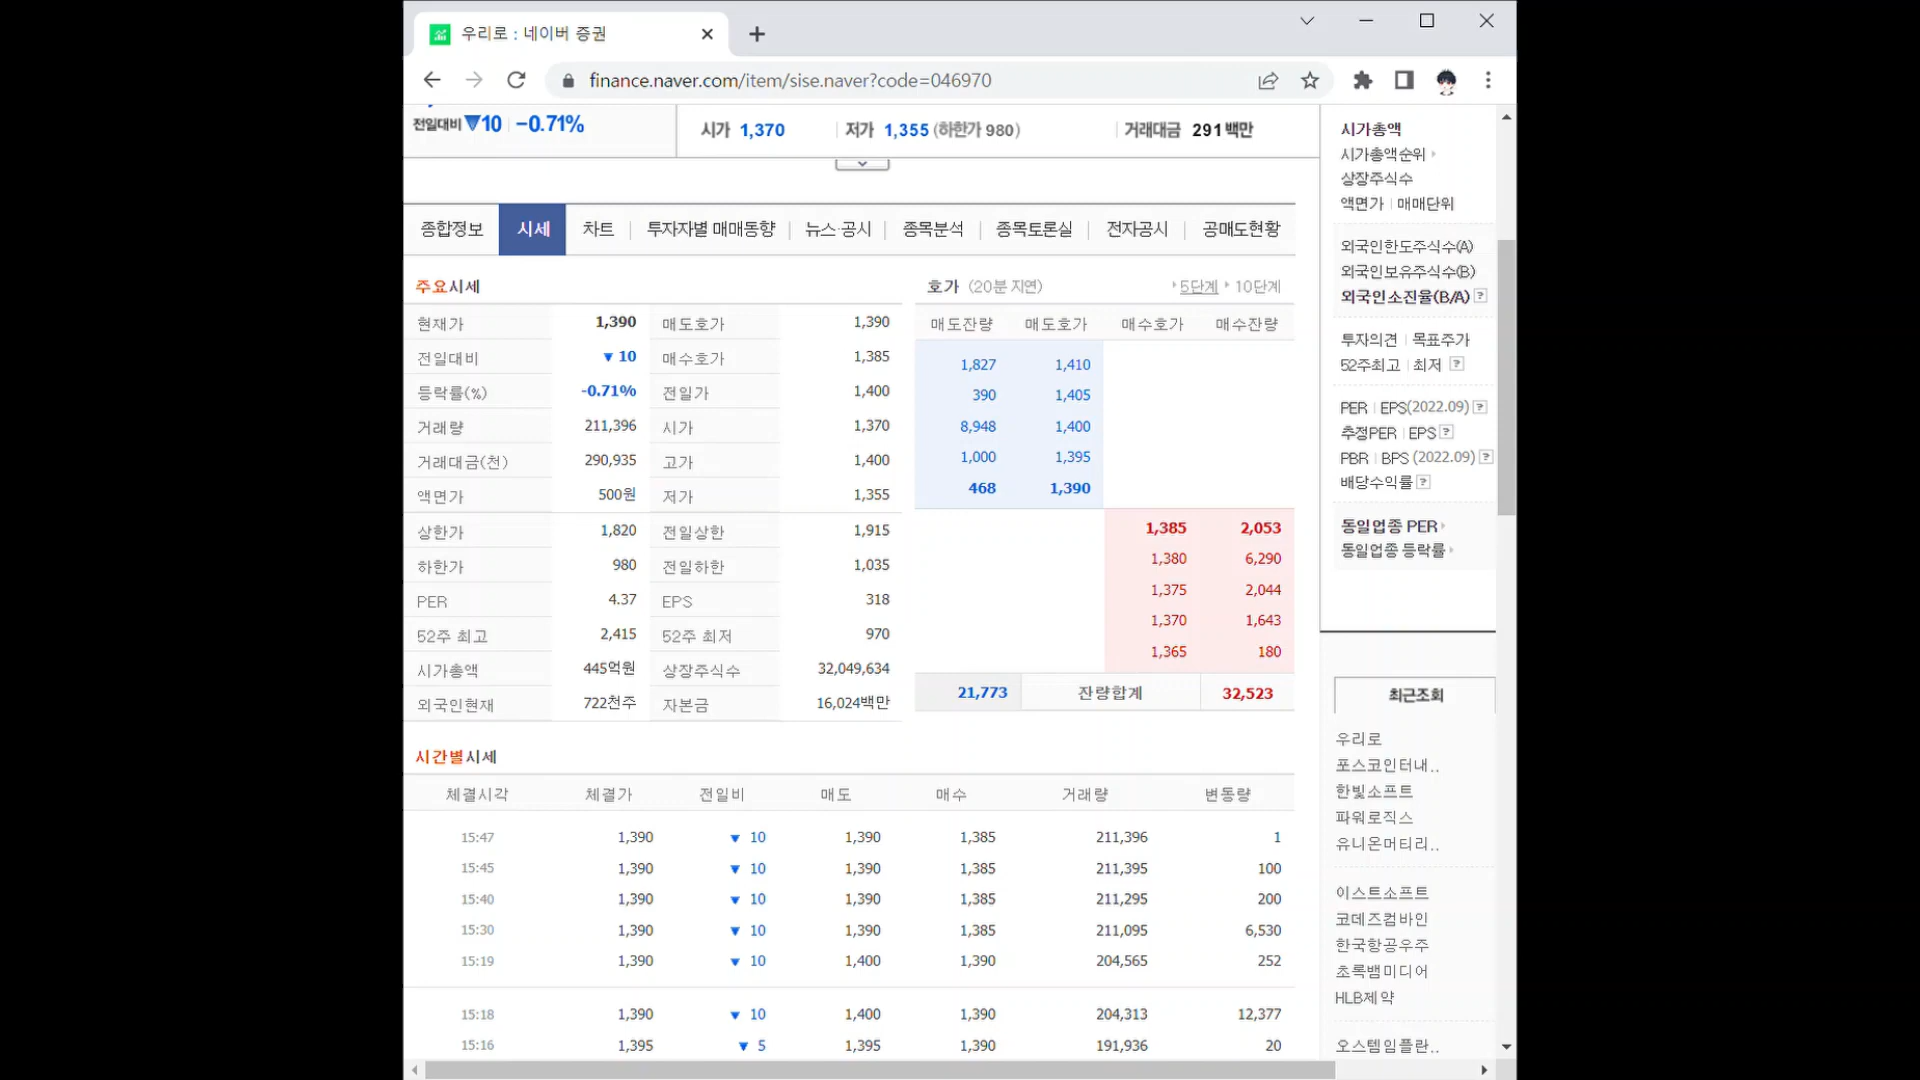 우리로 : 네이버 증권
finance.naver.com/item/sise.naver?code=046970
전일대비 ▼10 | -0.71%
시가 1,370 저가 1,355 (하한가 980) 거래대금 291 백만
종합정보 시세 차트 투자자별 매매동향 뉴스·공시 종목분석 종목토론실 전자공시 공매도현황
주요시세
현재가 1,390 매도호가 1,390
전일대비 ▼ 10 매수호가 1,385
등락률(%) -0.71% 전일가 1,400
거래량 211,396 시가 1,370
거래대금(천) 290,935 고가 1,400
액면가 500원 저가 1,355
상한가 1,820 전일상한 1,915
하한가 980 전일하한 1,035
PER 4.37 EPS 318
52주 최고 2,415 52주 최저 970
시가총액 445억원 상장주식수 32,049,634
외국인현재 722천주 자본금 16,024백만
호가 (20분 지연) 5단계 10단계
매도잔량 매도호가 매수호가 매수잔량
1,827 1,410
390 1,405
8,948 1,400
1,000 1,395
468 1,390
1,385 2,053
1,380 6,290
1,375 2,044
1,370 1,643
1,365 180
21,773 잔량합계 32,523
시간별시세
체결시각 체결가 전일비 매도 매수 거래량 변동량
15:47 1,390 ▼ 10 1,390 1,385 211,396 1
15:45 1,390 ▼ 10 1,390 1,385 211,395 100
15:40 1,390 ▼ 10 1,390 1,385 211,295 200
15:30 1,390 ▼ 10 1,390 1,385 211,095 6,530
15:19 1,390 ▼ 10 1,400 1,390 204,565 252
15:18 1,390 ▼ 10 1,400 1,390 204,313 12,377
15:16 1,395 ▼ 5 1,395 1,390 191,936 20
시가총액
시가총액순위
상장주식수
액면가 | 매매단위
외국인한도주식수(A)
외국인보유주식수(B)
외국인소진율(B/A) ?
투자의견 | 목표주가
52주최고 | 최저 ?
PER | EPS(2022.09) ?
추정PER | EPS ?
PBR | BPS (2022.09) ?
배당수익률 ?
동일업종 PER
동일업종 등락률
최근조회
우리로
포스코인터내..
한빛소프트
파워로직스
유니온머티리..
이스트소프트
코데즈컴바인
한국항공우주
초록뱀미디어
HLB제약
오스템임플란..